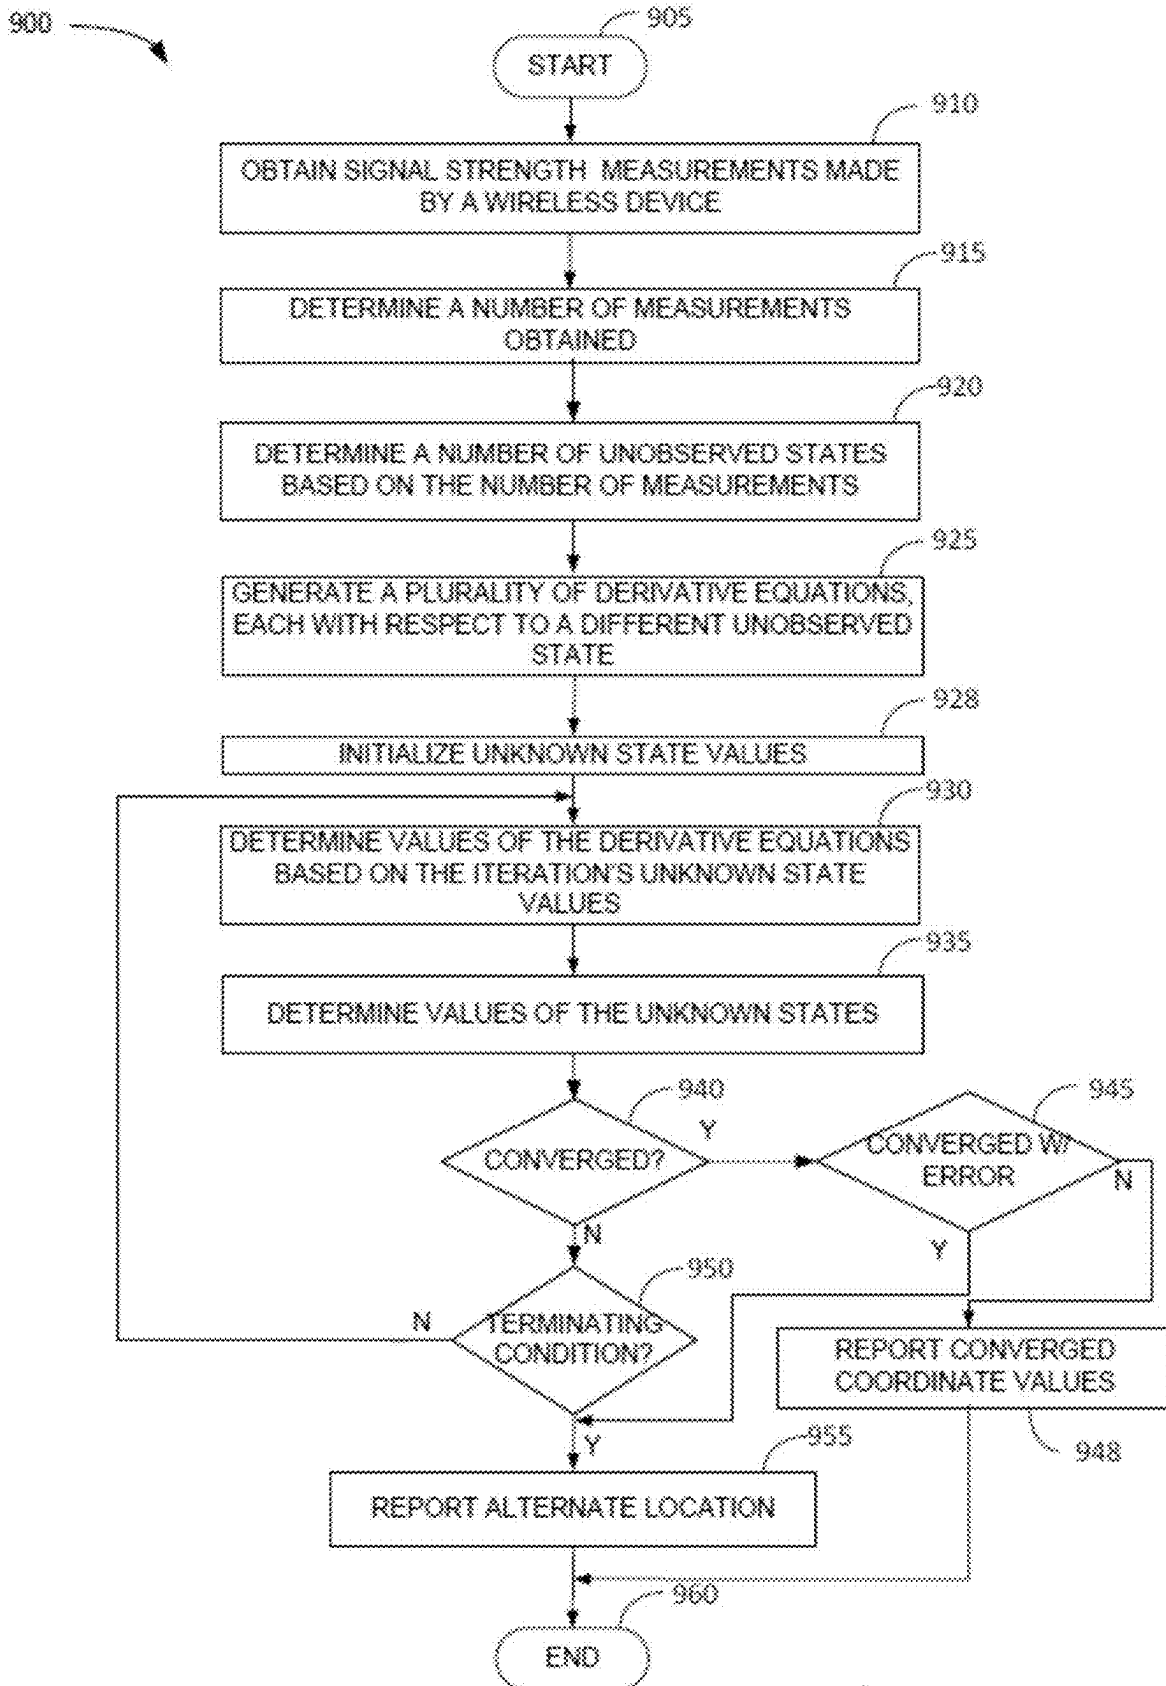 900
905
START
910
OBTAIN SIGNAL STRENGTH MEASUREMENTS MADE
BY A WIRELESS DEVICE
915
DETERMINE A NUMBER OF MEASUREMENTS
OBTAINED
920
DETERMINE A NUMBER OF UNOBSERVED STATES
BASED ON THE NUMBER OF MEASUREMENTS
925
GENERATE A PLURALITY OF DERIVATIVE EQUATIONS,
EACH WITH RESPECT TO A DIFFERENT UNOBSERVED
STATE
928
INITIALIZE UNKNOWN STATE VALUES
930
DETERMINE VALUES OF THE DERIVATIVE EQUATIONS
BASED ON THE ITERATION'S UNKNOWN STATE
VALUES
935
DETERMINE VALUES OF THE UNKNOWN STATES
940
CONVERGED?
Y
N
945
CONVERGED W/
ERROR
N
Y
950
TERMINATING
CONDITION?
N
Y
REPORT CONVERGED
COORDINATE VALUES
948
955
REPORT ALTERNATE LOCATION
960
END